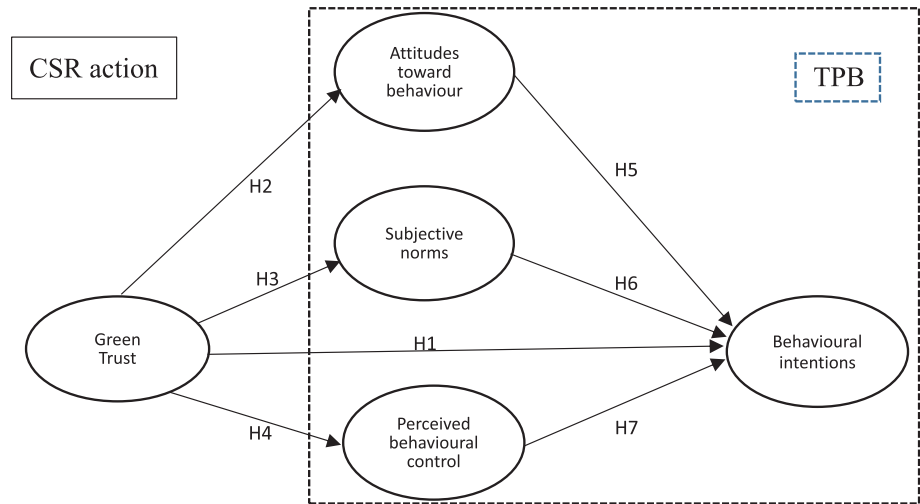 CSR action
TPB
Attitudes
toward
behaviour
H2
H5
Subjective
norms
H3
H6
Green
Trust
H1
Behavioural
intentions
H4
Perceived
behavioural
control
H7